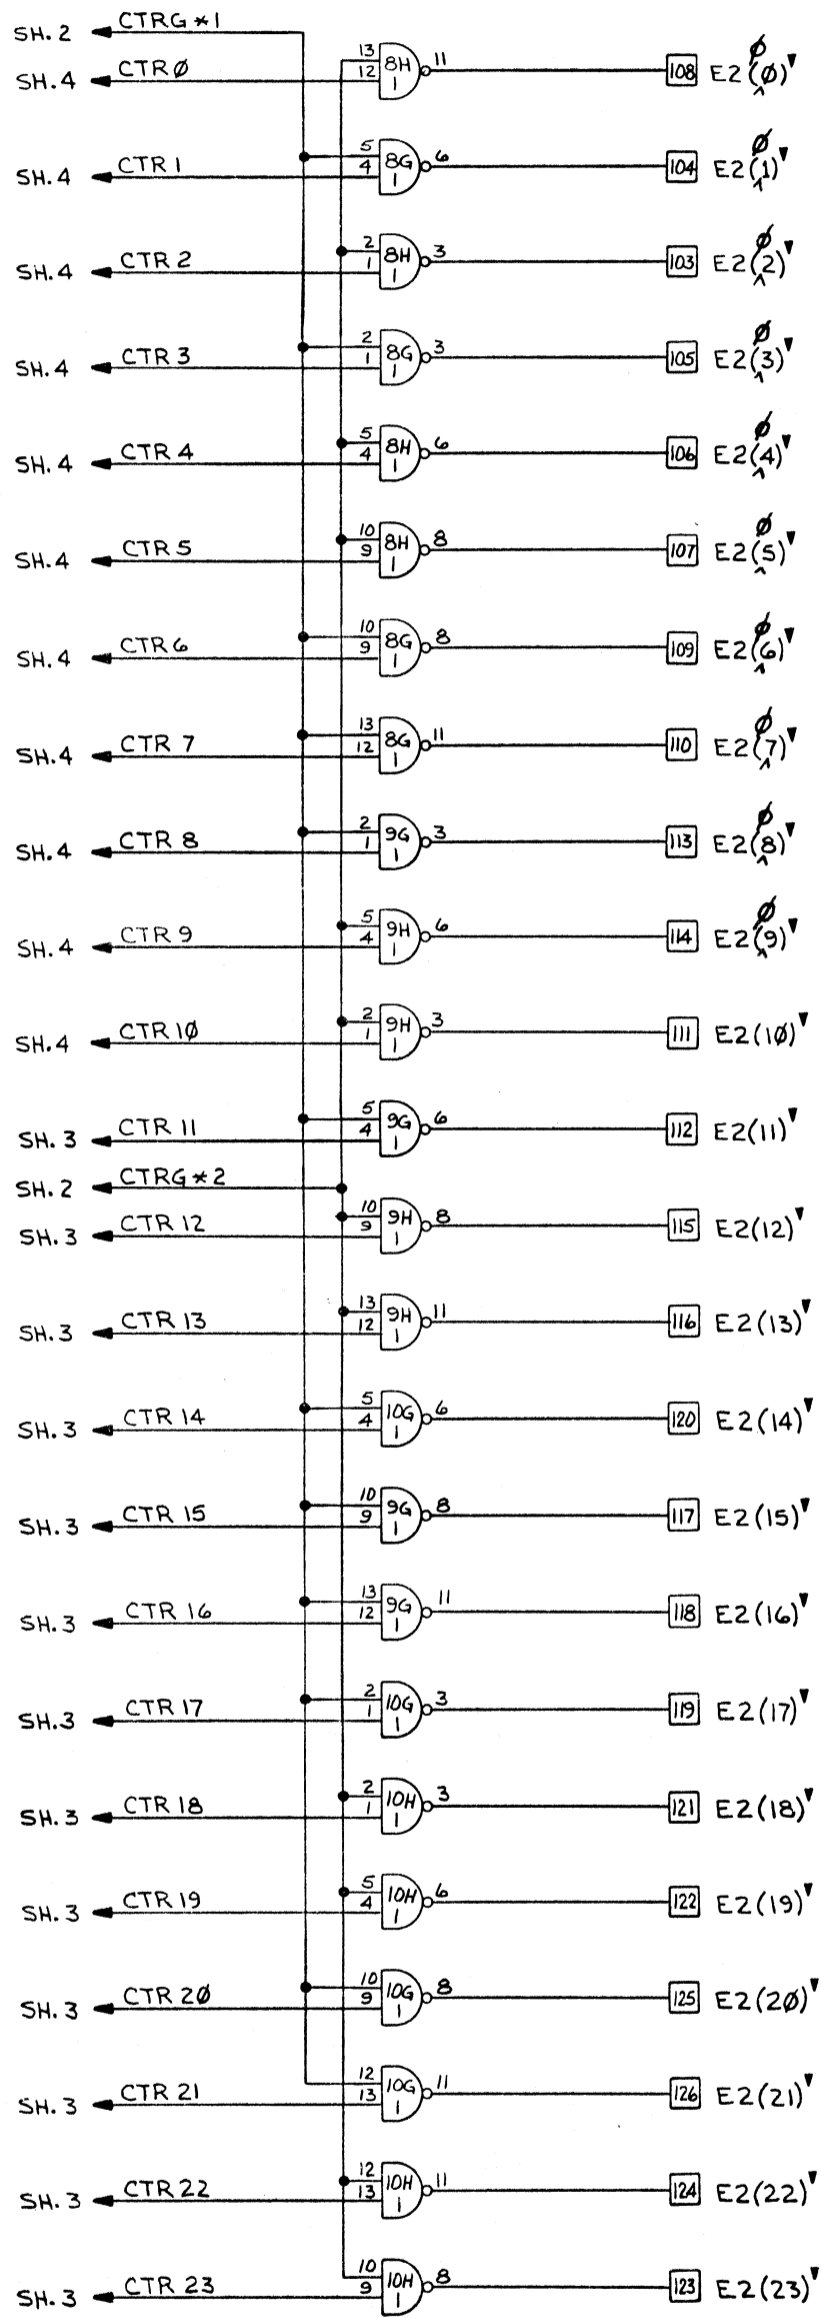 SH. 2 CTRG*1
13 8H 11 108 E2(ø0)▼
SH. 4 CTR Ø 12 1
5 8G 6 104 E2(Ø1)▼
SH. 4 CTR 1 4 1
2 8H 3 103 E2(Ø2)▼
SH. 4 CTR 2 1 1
2 8G 3 105 E2(Ø3)▼
SH. 4 CTR 3 1 1
5 8H 6 106 E2(Ø4)▼
SH. 4 CTR 4 4 1
10 8H 8 107 E2(Ø5)▼
SH. 4 CTR 5 9 1
10 8G 8 109 E2(Ø6)▼
SH. 4 CTR 6 9 1
13 8G 11 110 E2(Ø7)▼
SH. 4 CTR 7 12 1
2 9G 3 113 E2(Ø8)▼
SH. 4 CTR 8 1 1
5 9H 6 114 E2(Ø9)▼
SH. 4 CTR 9 4 1
2 9H 3 111 E2(1Ø)▼
SH. 4 CTR 1Ø 1 1
5 9G 6 112 E2(11)▼
SH. 3 CTR 11 4 1
SH. 2 CTRG*2
10 9H 8 115 E2(12)▼
SH. 3 CTR 12 9 1
13 9H 11 116 E2(13)▼
SH. 3 CTR 13 12 1
5 10G 6 120 E2(14)▼
SH. 3 CTR 14 4 1
10 9G 8 117 E2(15)▼
SH. 3 CTR 15 9 1
13 9G 11 118 E2(16)▼
SH. 3 CTR 16 12 1
2 10G 3 119 E2(17)▼
SH. 3 CTR 17 1 1
2 10H 3 121 E2(18)▼
SH. 3 CTR 18 1 1
5 10H 6 122 E2(19)▼
SH. 3 CTR 19 4 1
10 10G 8 125 E2(2Ø)▼
SH. 3 CTR 2Ø 9 1
12 10G 11 126 E2(21)▼
SH. 3 CTR 21 13 1
12 10H 11 124 E2(22)▼
SH. 3 CTR 22 13 1
10 10H 8 123 E2(23)▼
SH. 3 CTR 23 9 1